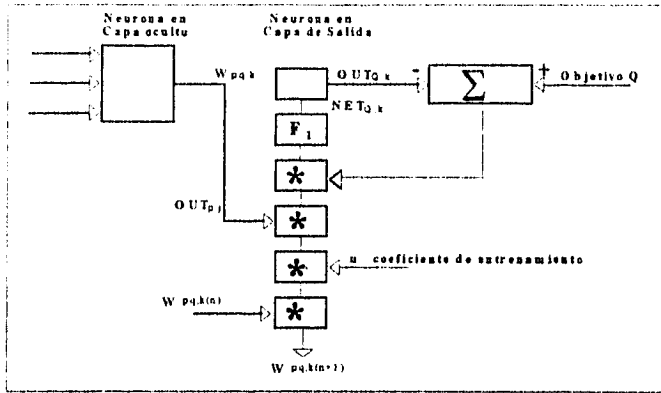 Neurona en
Capa ocultu
Neurona en
Capa de Salida
W pq,k
OUT Q,k
-
Σ
+
Objetivo Q
NET Q,k
F 1
*
OUT p,j
*
*
u coeficiente de entrenamiento
W pq,k(n)
*
W pq,k(n+1)